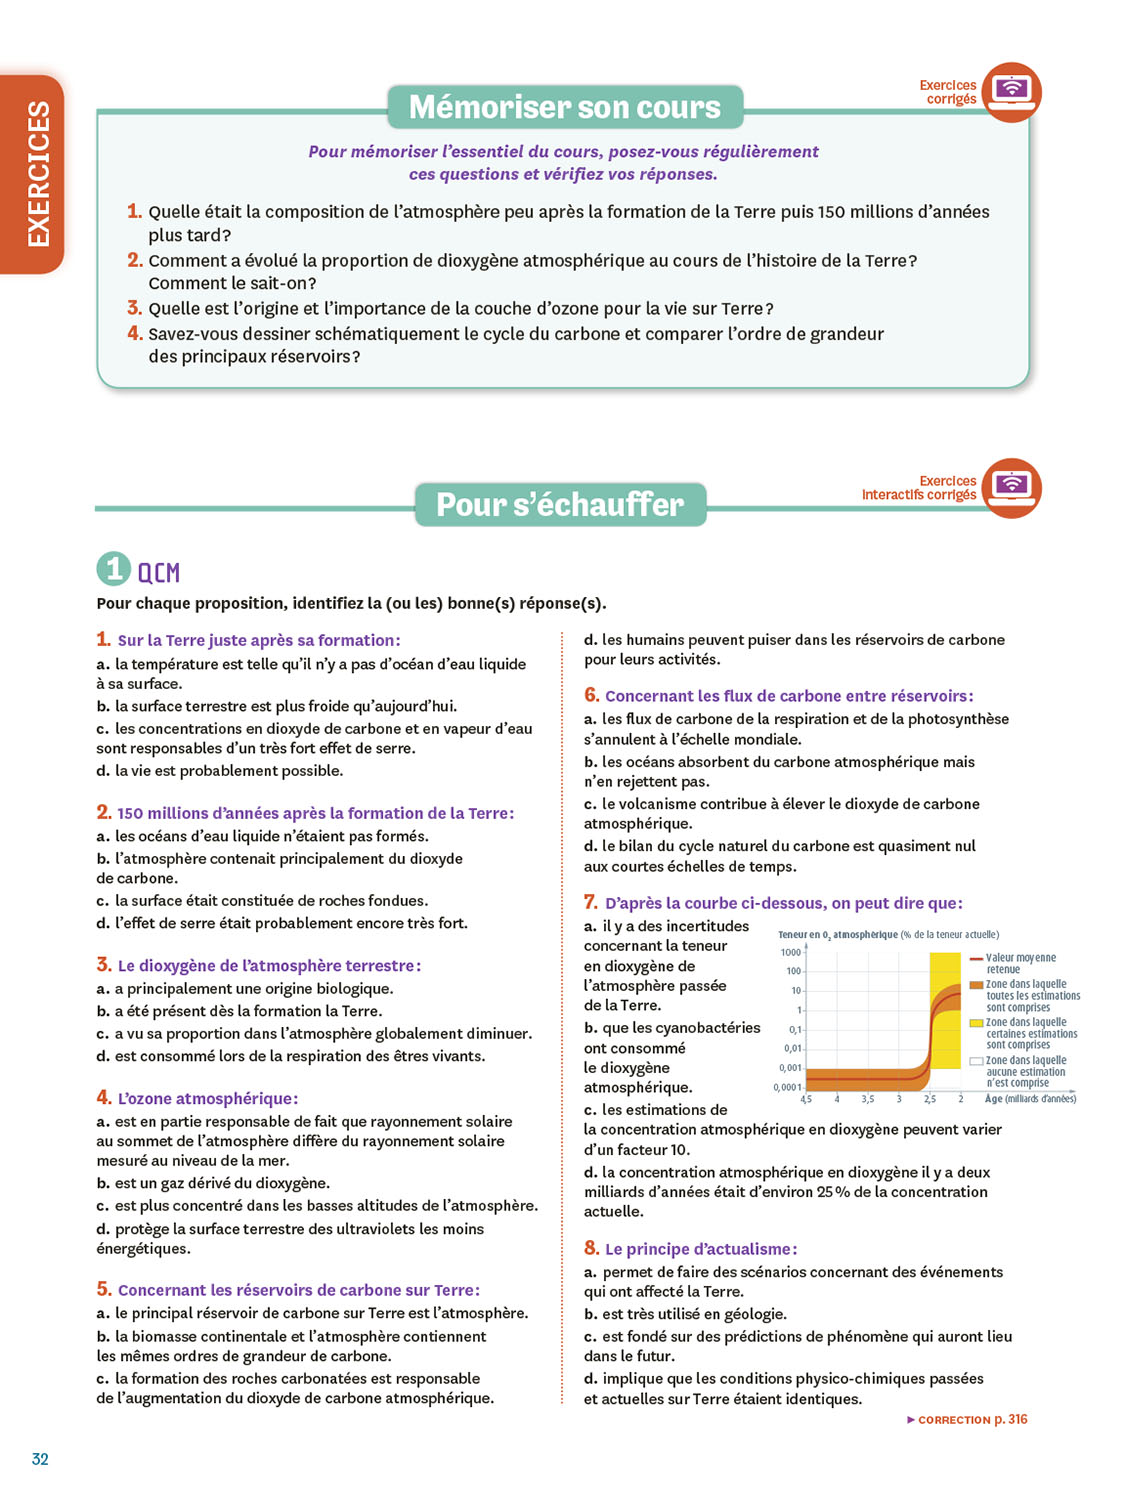 EXERCICES
Exercices
corrigés
Mémoriser son cours
Pour mémoriser l'essentiel du cours, posez-vous régulièrement
ces questions et vérifiez vos réponses.
1. Quelle était la composition de l'atmosphère peu après la formation de la Terre puis 150 millions d'années
plus tard?
2. Comment a évolué la proportion de dioxygène atmosphérique au cours de l'histoire de la Terre?
Comment le sait-on?
3. Quelle est l'origine et l'importance de la couche d'ozone pour la vie sur Terre?
4. Savez-vous dessiner schématiquement le cycle du carbone et comparer l'ordre de grandeur
des principaux réservoirs?
Exercices
Interactifs corrigés
Pour s'échauffer
1 QCM
Pour chaque proposition, identifiez la (ou les) bonne(s) réponse(s).
1. Sur la Terre juste après sa formation:
a. la température est telle qu'il n'y a pas d'océan d'eau liquide
à sa surface.
b. la surface terrestre est plus froide qu'aujourd'hui.
c. les concentrations en dioxyde de carbone et en vapeur d'eau
sont responsables d'un très fort effet de serre.
d. la vie est probablement possible.
2. 150 millions d'années après la formation de la Terre:
a. les océans d'eau liquide n'étaient pas formés.
b. l'atmosphère contenait principalement du dioxyde
de carbone.
c. la surface était constituée de roches fondues.
d. l'effet de serre était probablement encore très fort.
3. Le dioxygène de l'atmosphère terrestre:
a. a principalement une origine biologique.
b. a été présent dès la formation la Terre.
c. a vu sa proportion dans l'atmosphère globalement diminuer.
d. est consommé lors de la respiration des êtres vivants.
4. L'ozone atmosphérique:
a. est en partie responsable de fait que rayonnement solaire
au sommet de l'atmosphère diffère du rayonnement solaire
mesuré au niveau de la mer.
b. est un gaz dérivé du dioxygène.
c. est plus concentré dans les basses altitudes de l'atmosphère.
d. protège la surface terrestre des ultraviolets les moins
énergétiques.
5. Concernant les réservoirs de carbone sur Terre:
a. le principal réservoir de carbone sur Terre est l'atmosphère.
b. la biomasse continentale et l'atmosphère contiennent
les mêmes ordres de grandeur de carbone.
c. la formation des roches carbonatées est responsable
de l'augmentation du dioxyde de carbone atmosphérique.
d. les humains peuvent puiser dans les réservoirs de carbone
pour leurs activités.
6. Concernant les flux de carbone entre réservoirs:
a. les flux de carbone de la respiration et de la photosynthèse
s'annulent à l'échelle mondiale.
b. les océans absorbent du carbone atmosphérique mais
n'en rejettent pas.
c. le volcanisme contribue à élever le dioxyde de carbone
atmosphérique.
d. le bilan du cycle naturel du carbone est quasiment nul
aux courtes échelles de temps.
7. D'après la courbe ci-dessous, on peut dire que:
a. il y a des incertitudes
concernant la teneur
en dioxygène de
l'atmosphère passée
de la Terre.
b. que les cyanobactéries
ont consommé
le dioxygène
atmosphérique.
c. les estimations de
la concentration atmosphérique en dioxygène peuvent varier
d'un facteur 10.
d. la concentration atmosphérique en dioxygène il y a deux
milliards d'années était d'environ 25% de la concentration
actuelle.
Teneur en O2 atmosphérique (% de la teneur actuelle)
1000
100
10
1
0,1
0,01
0,001
0,0001
4,5 4 3,5 3 2,5 2
Âge (milliards d'années)
Valeur moyenne
retenue
Zone dans laquelle
toutes les estimations
sont comprises
Zone dans laquelle
certaines estimations
sont comprises
Zone dans laquelle
aucune estimation
n'est comprise
8. Le principe d'actualisme:
a. permet de faire des scénarios concernant des événements
qui ont affecté la Terre.
b. est très utilisé en géologie.
c. est fondé sur des prédictions de phénomène qui auront lieu
dans le futur.
d. implique que les conditions physico-chimiques passées
et actuelles sur Terre étaient identiques.
▶ CORRECTION p. 316
32